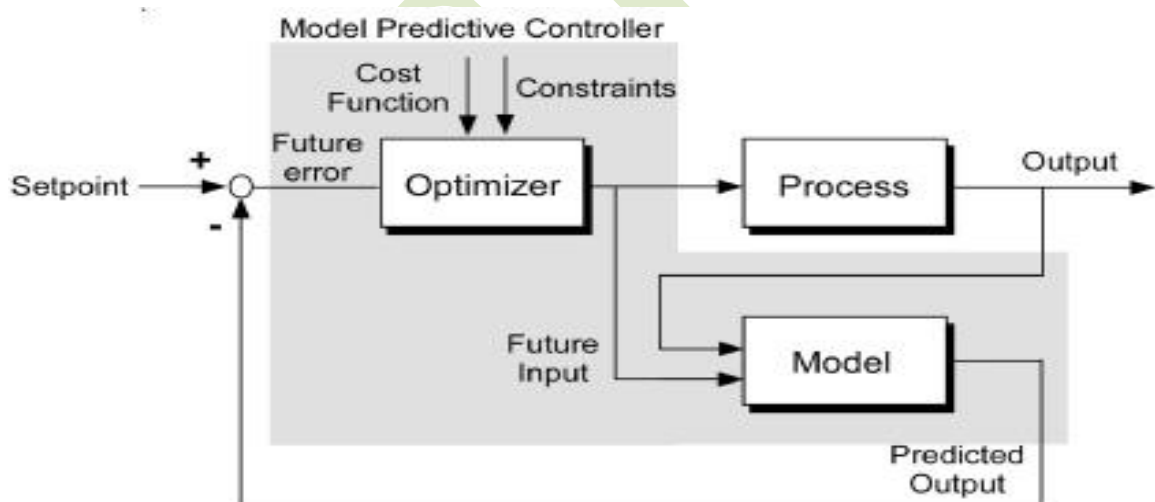 Model Predictive Controller
Cost
Function
Constraints
Future
error
+
Setpoint
-
Optimizer
Process
Output
Future
Input
Model
Predicted
Output